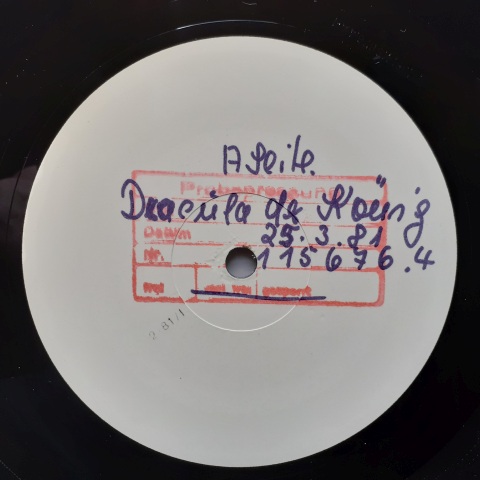 A Seite.
Probepressung
Dracula der König
Datum 25.3.81
Nr. 115676.4
frei gesperrt
2 81/1